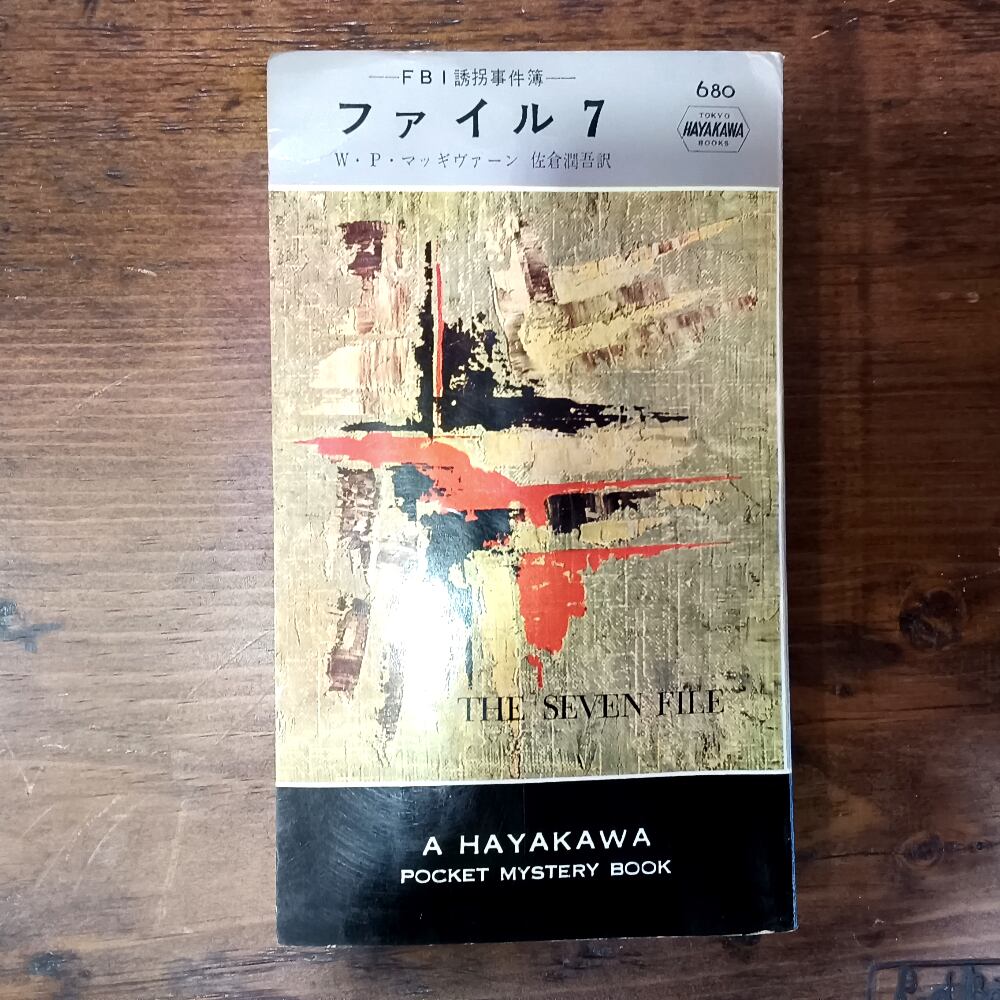 ——FBI誘拐事件簿——
ファイル 7
W・P・マッギヴァーン 佐倉潤吾訳
680
TOKYO
HAYAKAWA
BOOKS
THE SEVEN FILE
A HAYAKAWA
POCKET MYSTERY BOOK